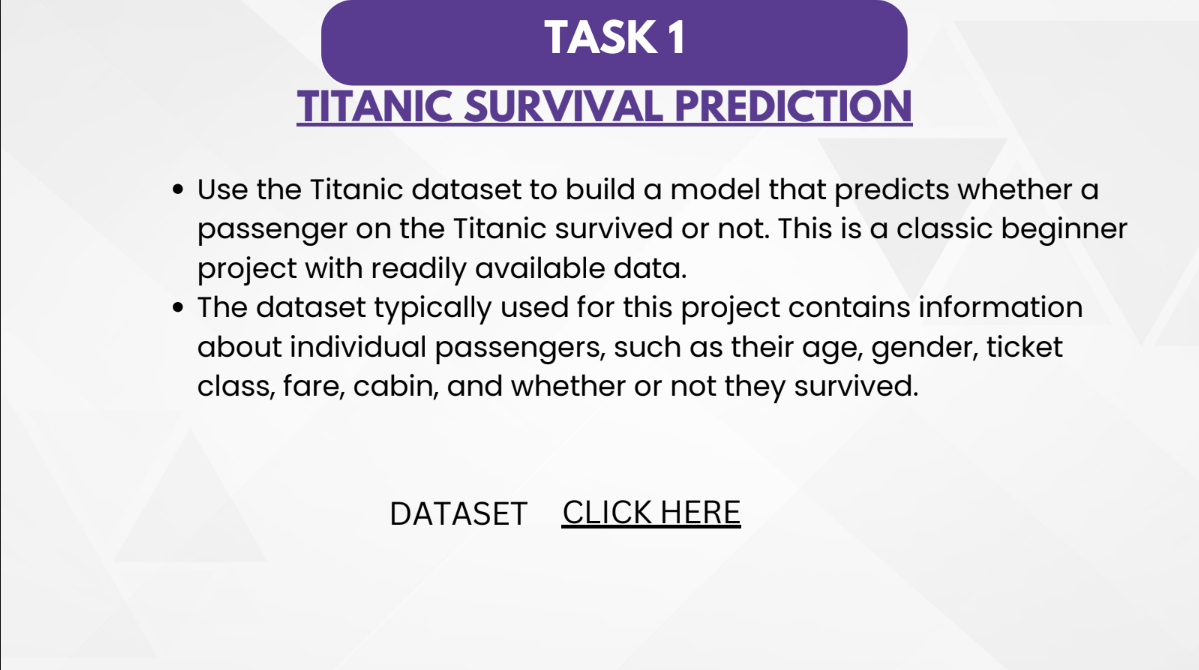 TASK 1
TITANIC SURVIVAL PREDICTION
• Use the Titanic dataset to build a model that predicts whether a
passenger on the Titanic survived or not. This is a classic beginner
project with readily available data.
• The dataset typically used for this project contains information
about individual passengers, such as their age, gender, ticket
class, fare, cabin, and whether or not they survived.
DATASET CLICK HERE